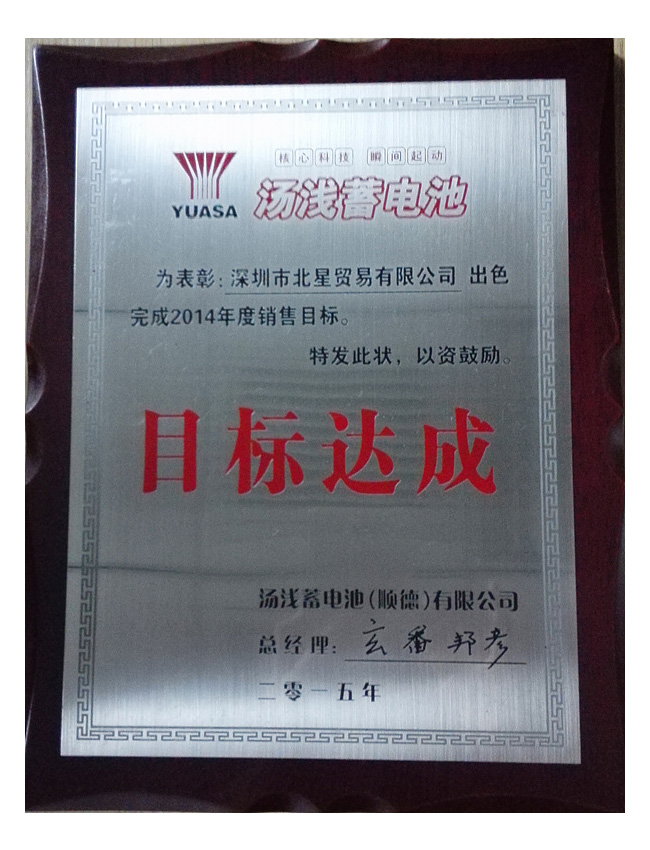 核心科技 瞬间起动
YUASA
汤浅蓄电池
为表彰：深圳市北星贸易有限公司 出色
完成2014年度销售目标。
特发此状，以资鼓励。
目标达成
汤浅蓄电池(顺德)有限公司
总经理：玄番邦彦
二零一五年